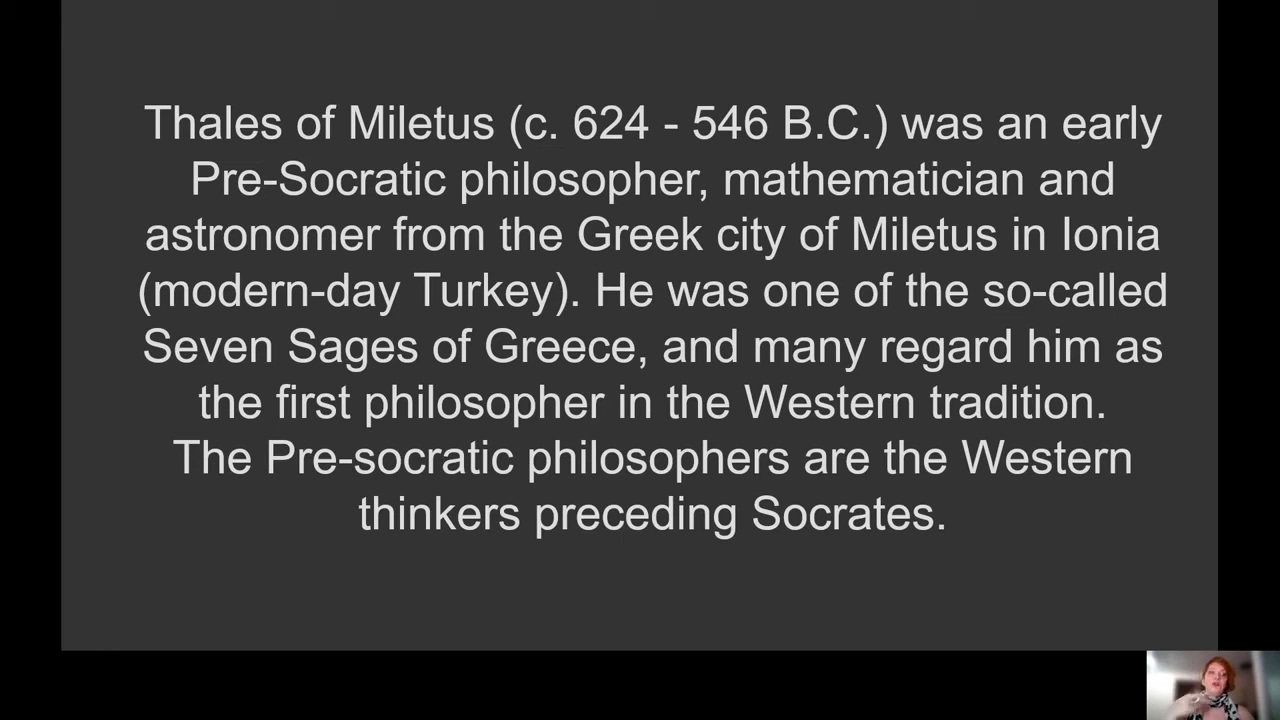 Thales of Miletus (c. 624 - 546 B.C.) was an early
Pre-Socratic philosopher, mathematician and
astronomer from the Greek city of Miletus in Ionia
(modern-day Turkey). He was one of the so-called
Seven Sages of Greece, and many regard him as
the first philosopher in the Western tradition.
The Pre-socratic philosophers are the Western
thinkers preceding Socrates.